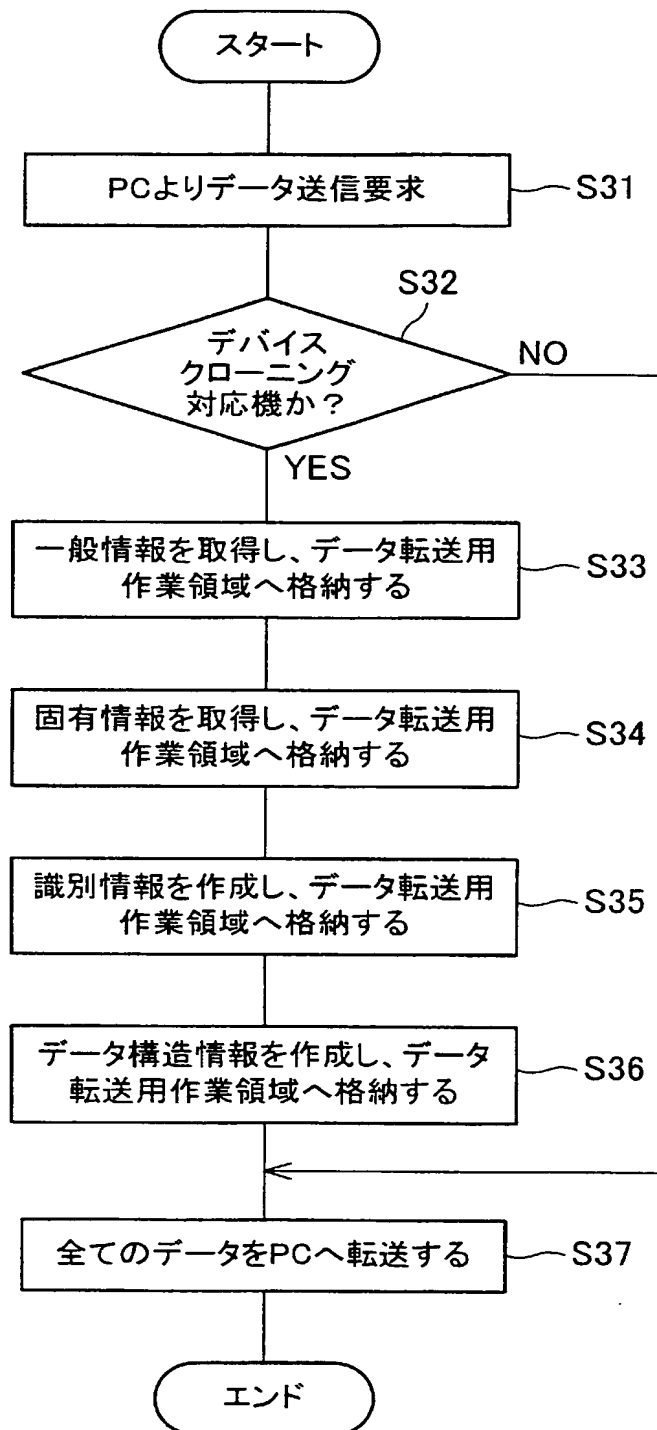 スタート
PCよりデータ送信要求
S31
S32
デバイス
クローニング
対応機か?
NO
YES
一般情報を取得し、データ転送用
作業領域へ格納する
S33
固有情報を取得し、データ転送用
作業領域へ格納する
S34
識別情報を作成し、データ転送用
作業領域へ格納する
S35
データ構造情報を作成し、データ
転送用作業領域へ格納する
S36
全てのデータをPCへ転送する
S37
エンド